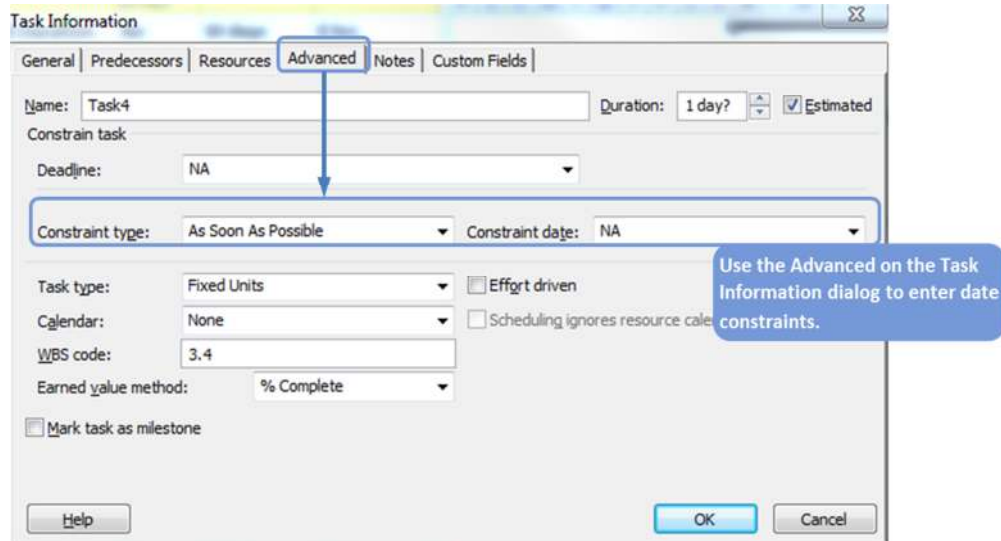 Task Information
General Predecessors Resources Advanced Notes Custom Fields
Name: Task4 Duration: 1 day? Estimated
Constrain task
Deadline: NA
Constraint type: As Soon As Possible Constraint date: NA
Use the Advanced on the Task
Information dialog to enter date
constraints.
Task type: Fixed Units Effort driven
Calendar: None Scheduling ignores resource
WBS code: 3.4
Earned value method: % Complete
Mark task as milestone
Help OK Cancel